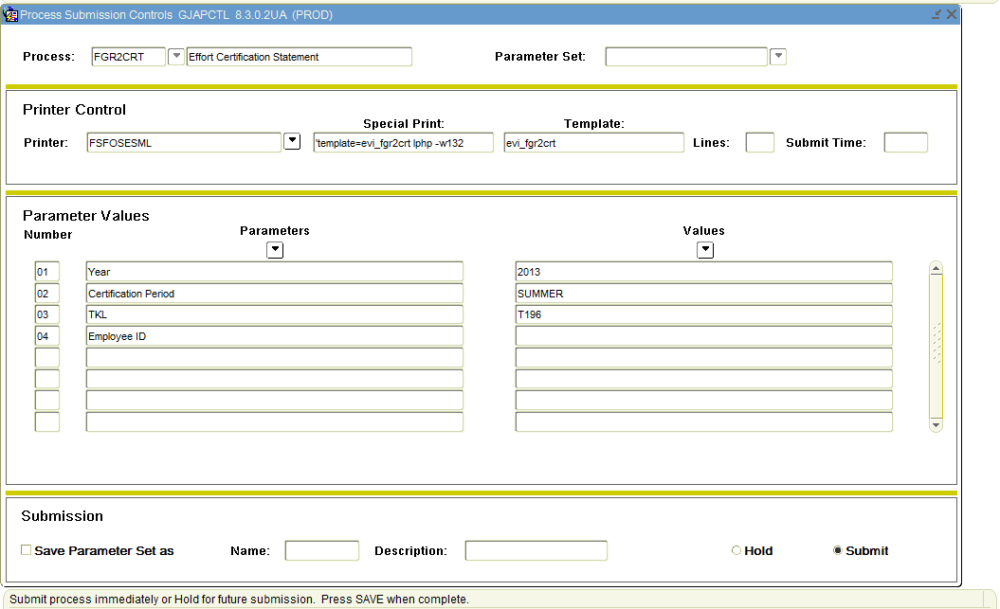 Process Submission Controls GJAPCTL 8.3.0.2UA (PROD)
Process: FGR2CRT Effort Certification Statement Parameter Set:
Printer Control
Special Print: Template:
Printer: FSFOSESML 'template=evi_fgr2crt lphp -w132 evi_fgr2crt Lines: Submit Time:
Parameter Values
Number Parameters Values
01 Year 2013
02 Certification Period SUMMER
03 TKL T196
04 Employee ID
Submission
Save Parameter Set as Name: Description: Hold Submit
Submit process immediately or Hold for future submission. Press SAVE when complete.